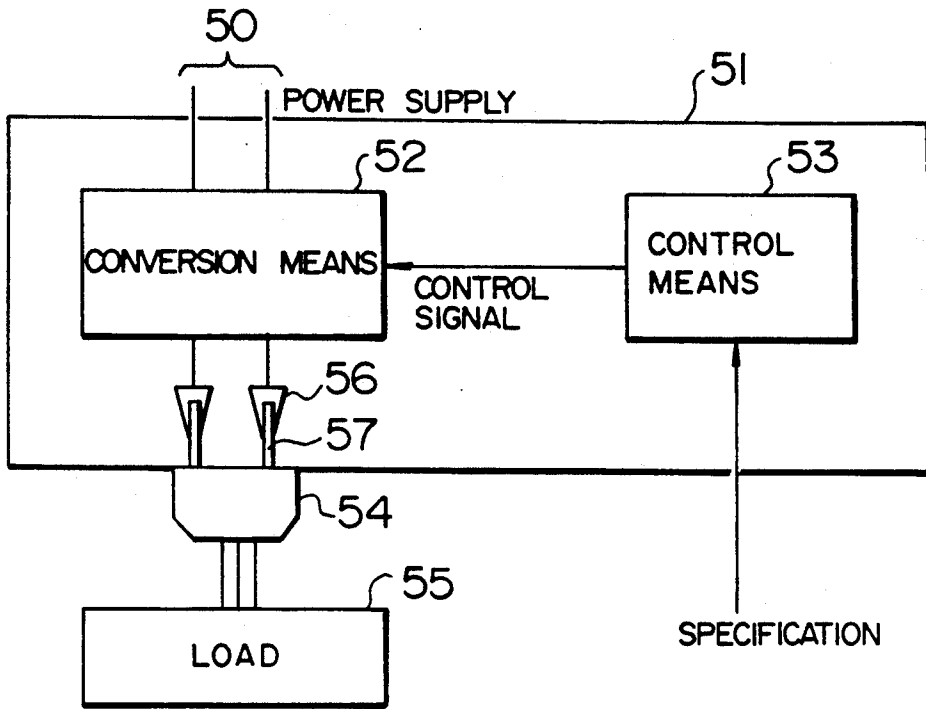 50
POWER SUPPLY
51
52
53
CONVERSION MEANS
CONTROL
MEANS
CONTROL
SIGNAL
56
57
54
55
LOAD
SPECIFICATION